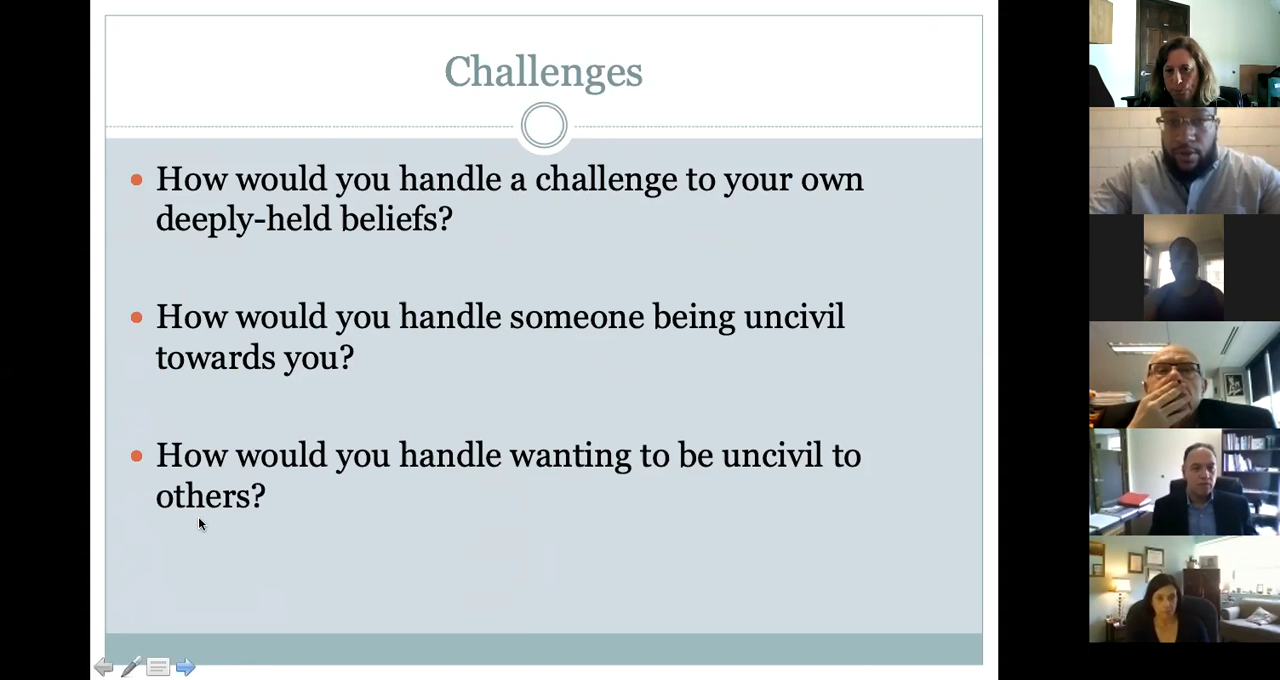 Challenges
How would you handle a challenge to your own
deeply-held beliefs?
How would you handle someone being uncivil
towards you?
How would you handle wanting to be uncivil to
others?